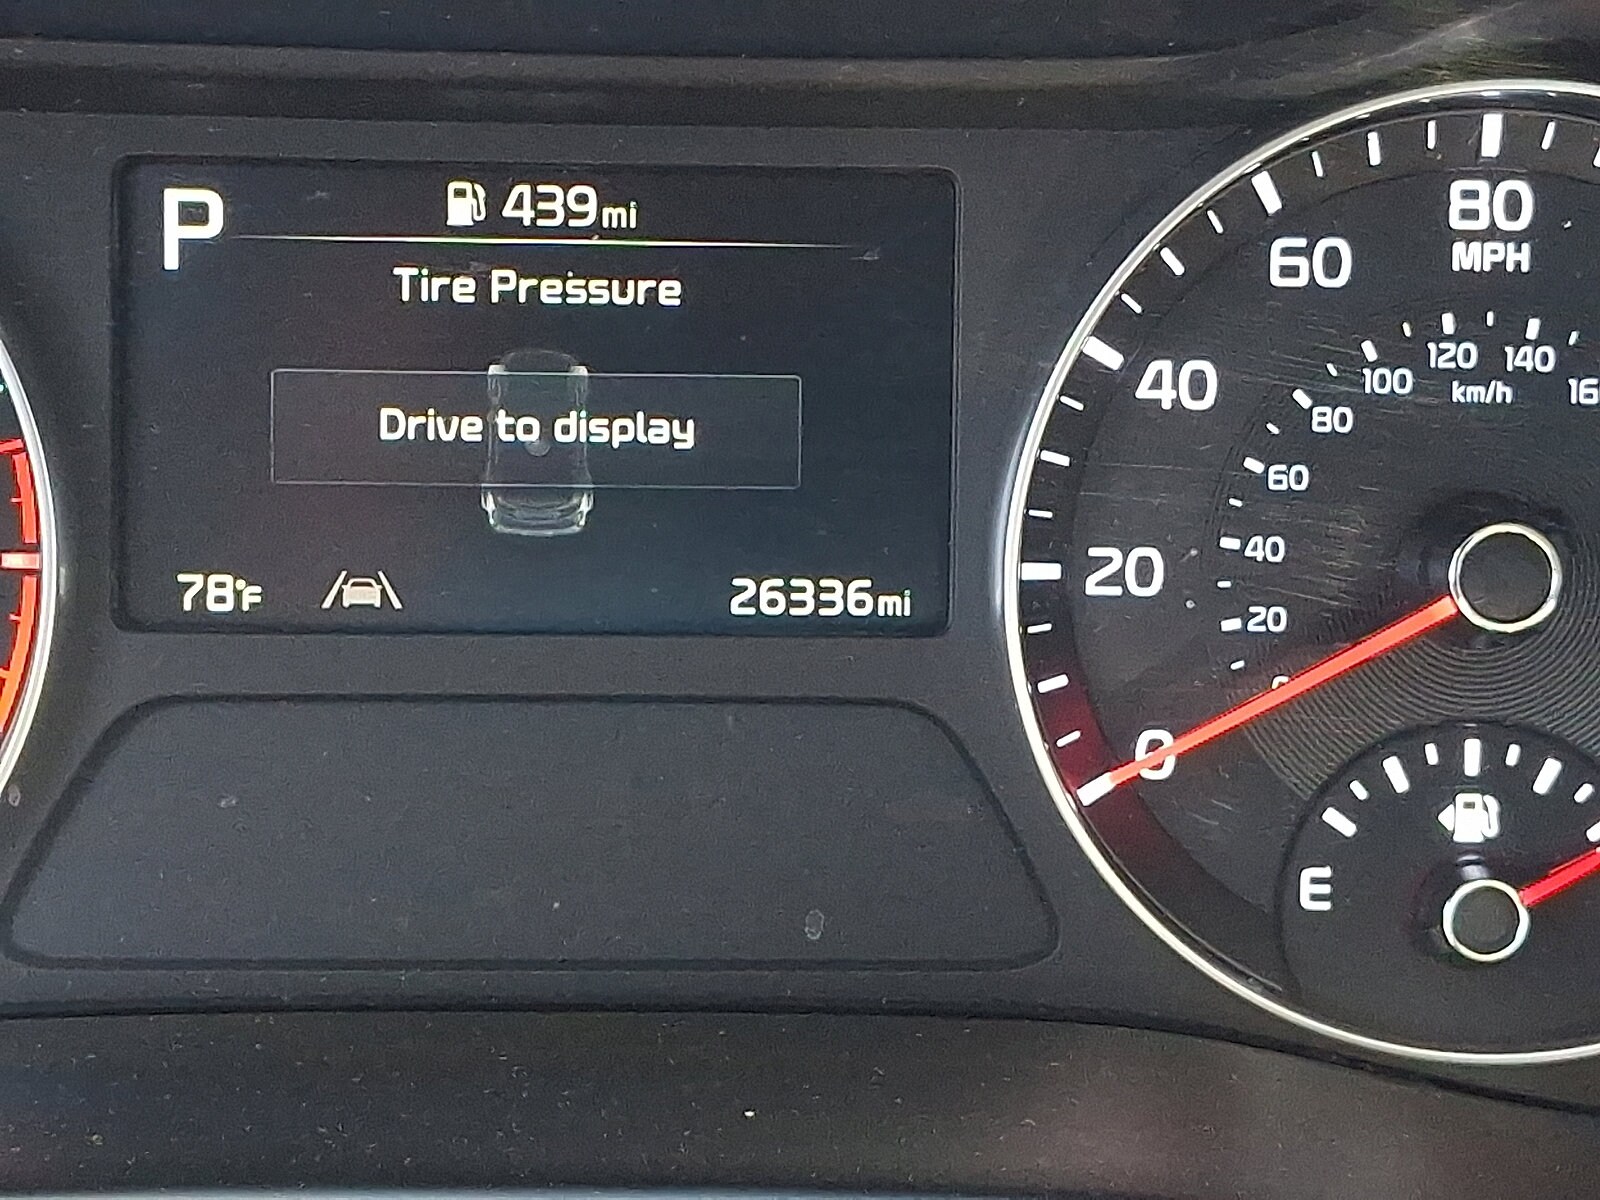 P
439mi
Tire Pressure
Drive to display
78°F
26336mi
80
MPH
60
40
20
0
120
140
100
km/h
80
60
40
20
E